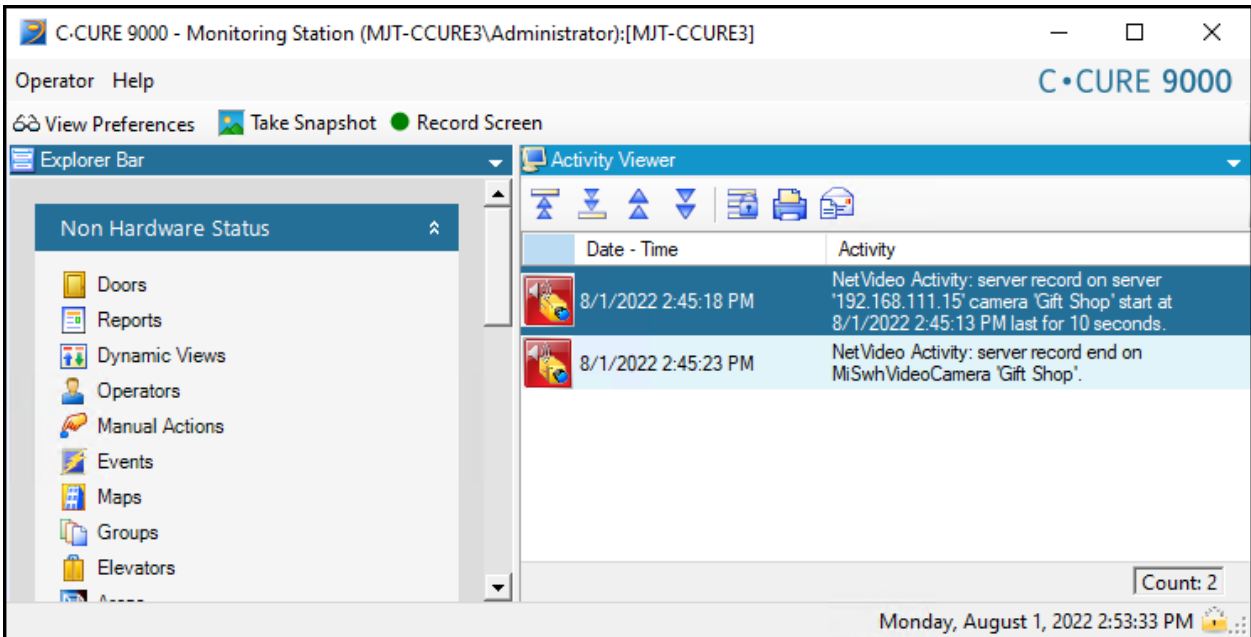 C·CURE 9000 - Monitoring Station (MJT-CCURE3\Administrator):[MJT-CCURE3]
Operator Help
C•CURE 9000
View Preferences Take Snapshot Record Screen
Explorer Bar
Non Hardware Status
Doors
Reports
Dynamic Views
Operators
Manual Actions
Events
Maps
Groups
Elevators
Activity Viewer
Date - Time Activity
8/1/2022 2:45:18 PM
NetVideo Activity: server record on server
'192.168.111.15' camera 'Gift Shop' start at
8/1/2022 2:45:13 PM last for 10 seconds.
8/1/2022 2:45:23 PM
NetVideo Activity: server record end on
MiSwhVideoCamera 'Gift Shop'.
Count: 2
Monday, August 1, 2022 2:53:33 PM